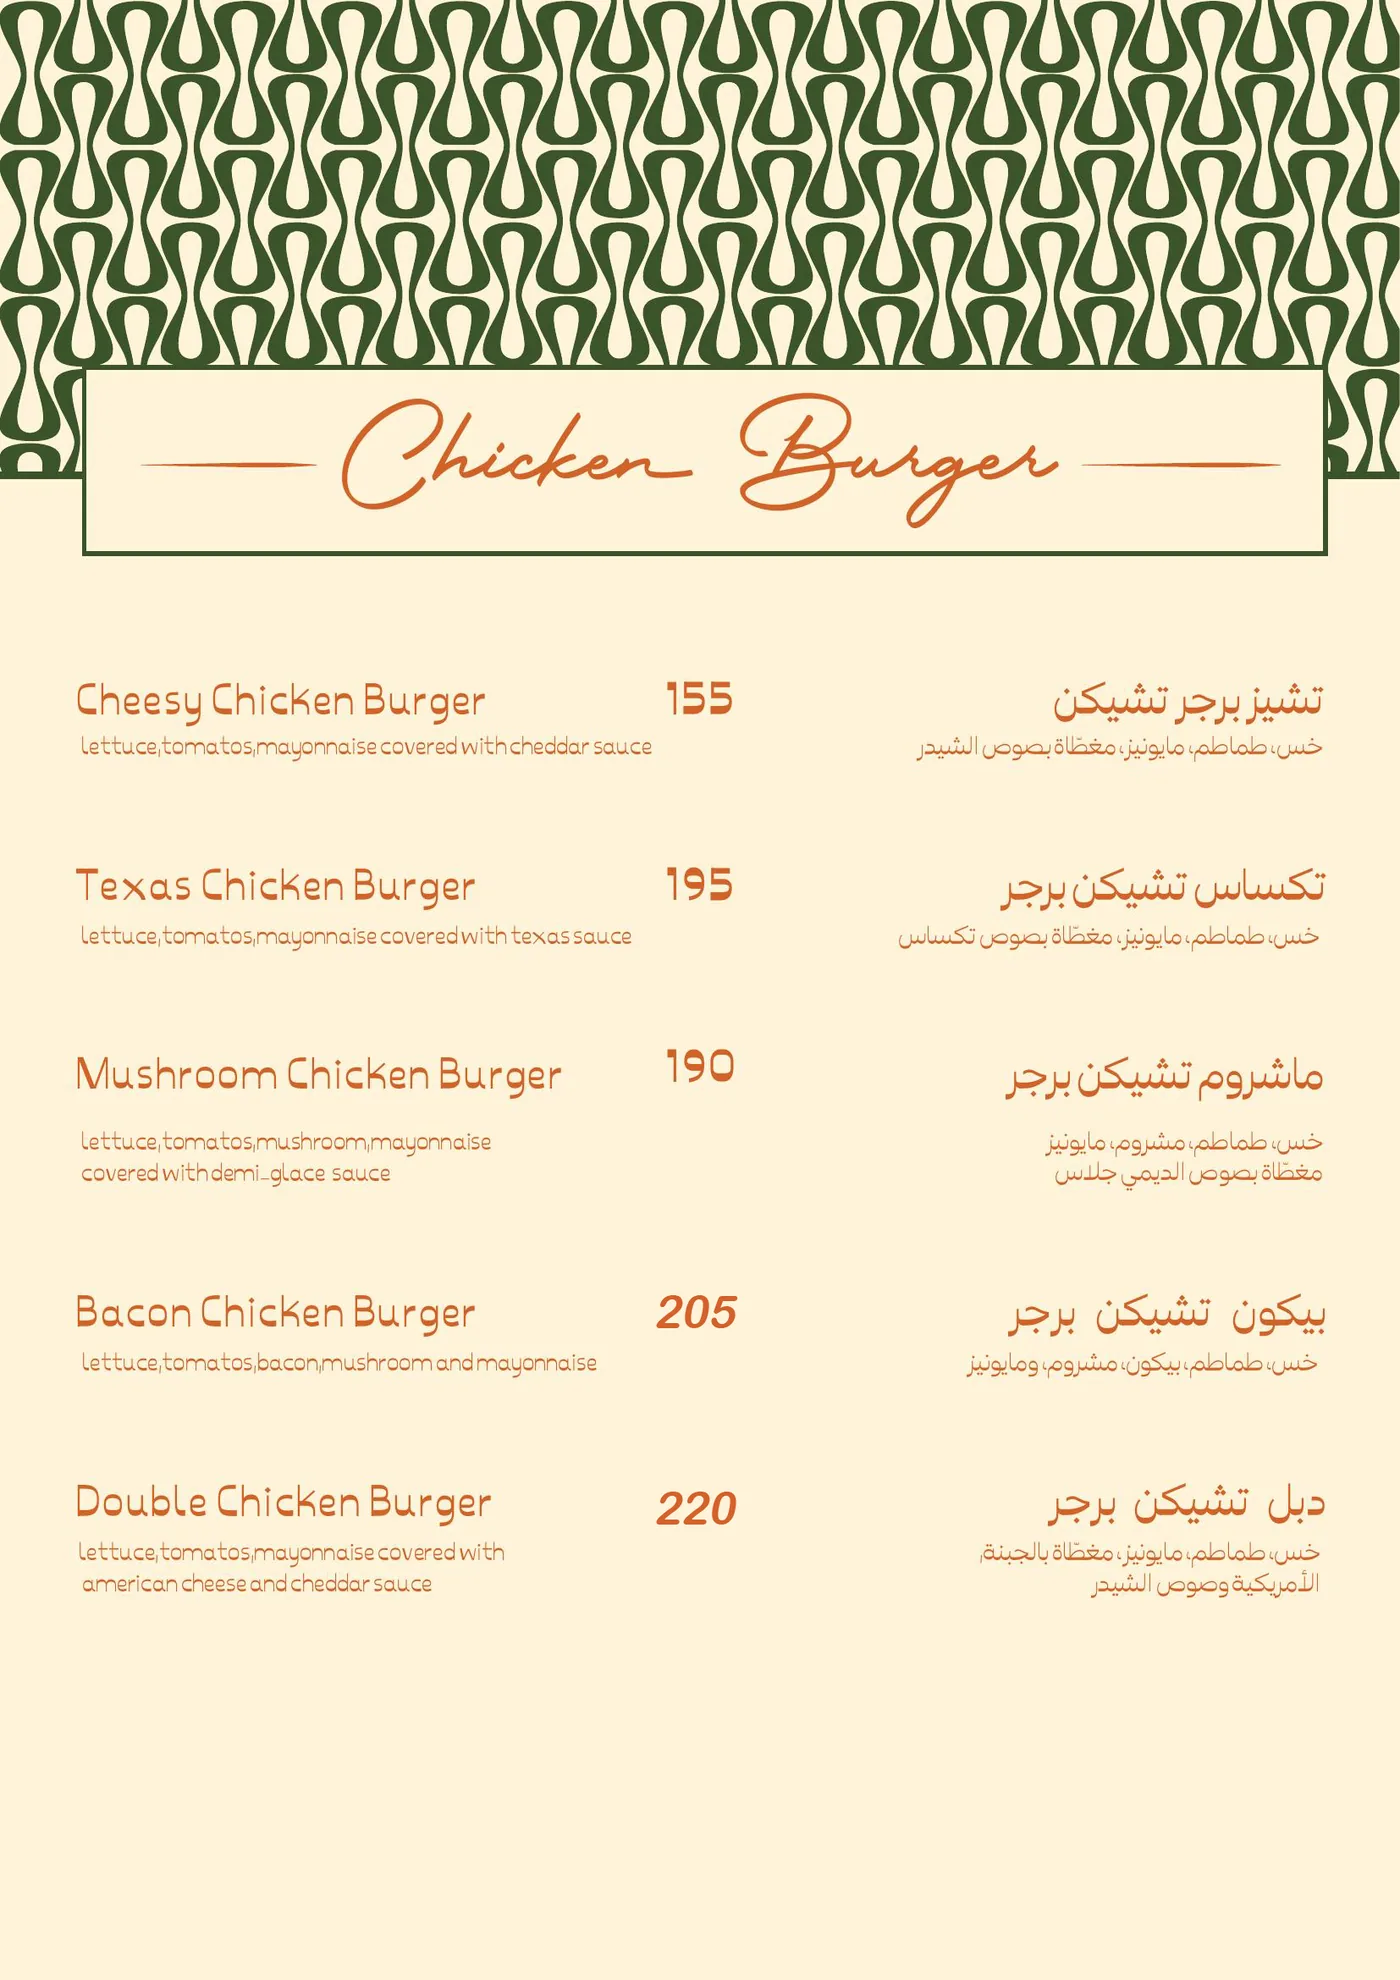 Chicken Burger
Cheesy Chicken Burger 155 تشيز برجر تشيكن
lettuce,tomatos,mayonnaise covered with cheddar sauce خس، طماطم، مايونيز، مغطّاة بصوص الشيدر
Texas Chicken Burger 195 تكساس تشيكن برجر
lettuce,tomatos,mayonnaise covered with texas sauce خس، طماطم، مايونيز، مغطّاة بصوص تكساس
Mushroom Chicken Burger 190 ماشروم تشيكن برجر
lettuce,tomatos,mushroom,mayonnaise خس، طماطم، مشروم، مايونيز
covered with demi_glace sauce مغطّاة بصوص الديمي جلاس
Bacon Chicken Burger 205 بيكون تشيكن برجر
lettuce,tomatos,bacon,mushroom and mayonnaise خس، طماطم، بيكون، مشروم، ومايونيز
Double Chicken Burger 220 دبل تشيكن برجر
lettuce,tomatos,mayonnaise covered with خس، طماطم، مايونيز، مغطّاة بالجبنة,
american cheese and cheddar sauce الأمريكية وصوص الشيدر